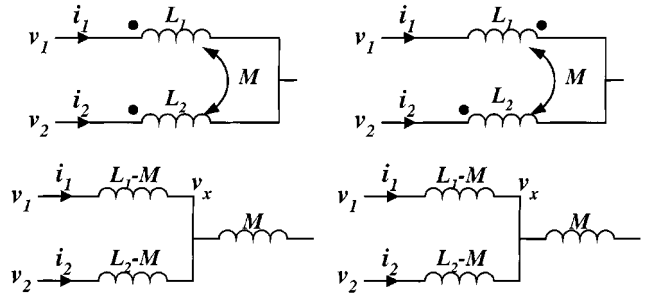 i1 L1 i1 L1
v1 M v1 M
i2 L2 i2 L2
v2 v2
i1 L1-M vx i1 L1-M vx
v1 M v1 M
i2 L2-M i2 L2-M
v2 v2